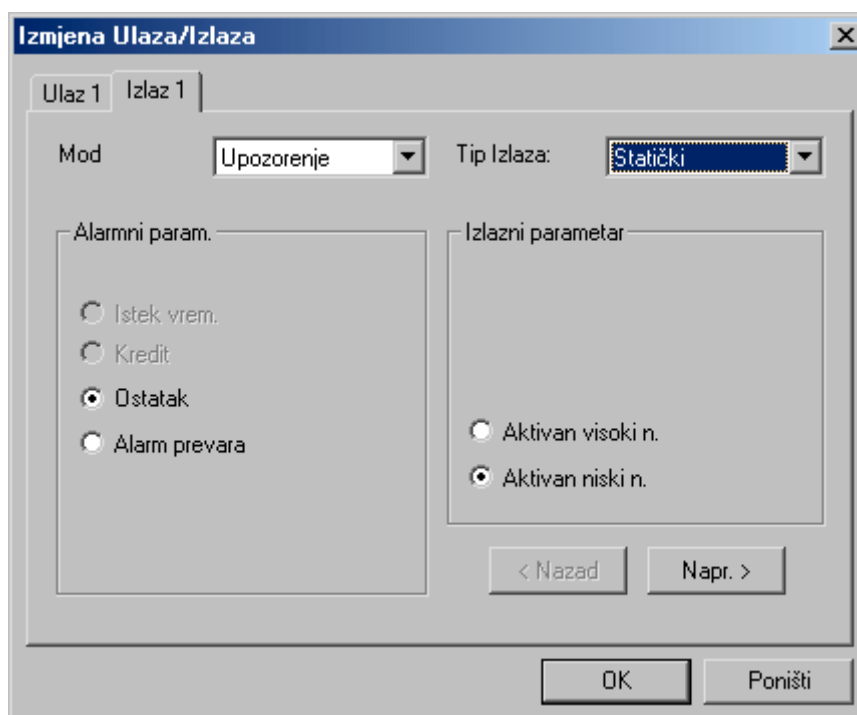 Izmjena Ulaza/Izlaza
Ulaz 1 Izlaz 1
Mod Upozorenje Tip Izlaza: Statički
Alarmni param.
Istek vrem.
Kredit
Ostatak
Alarm prevara
Izlazni parametar
Aktivan visoki n.
Aktivan niski n.
< Nazad Napr. >
OK Poništi